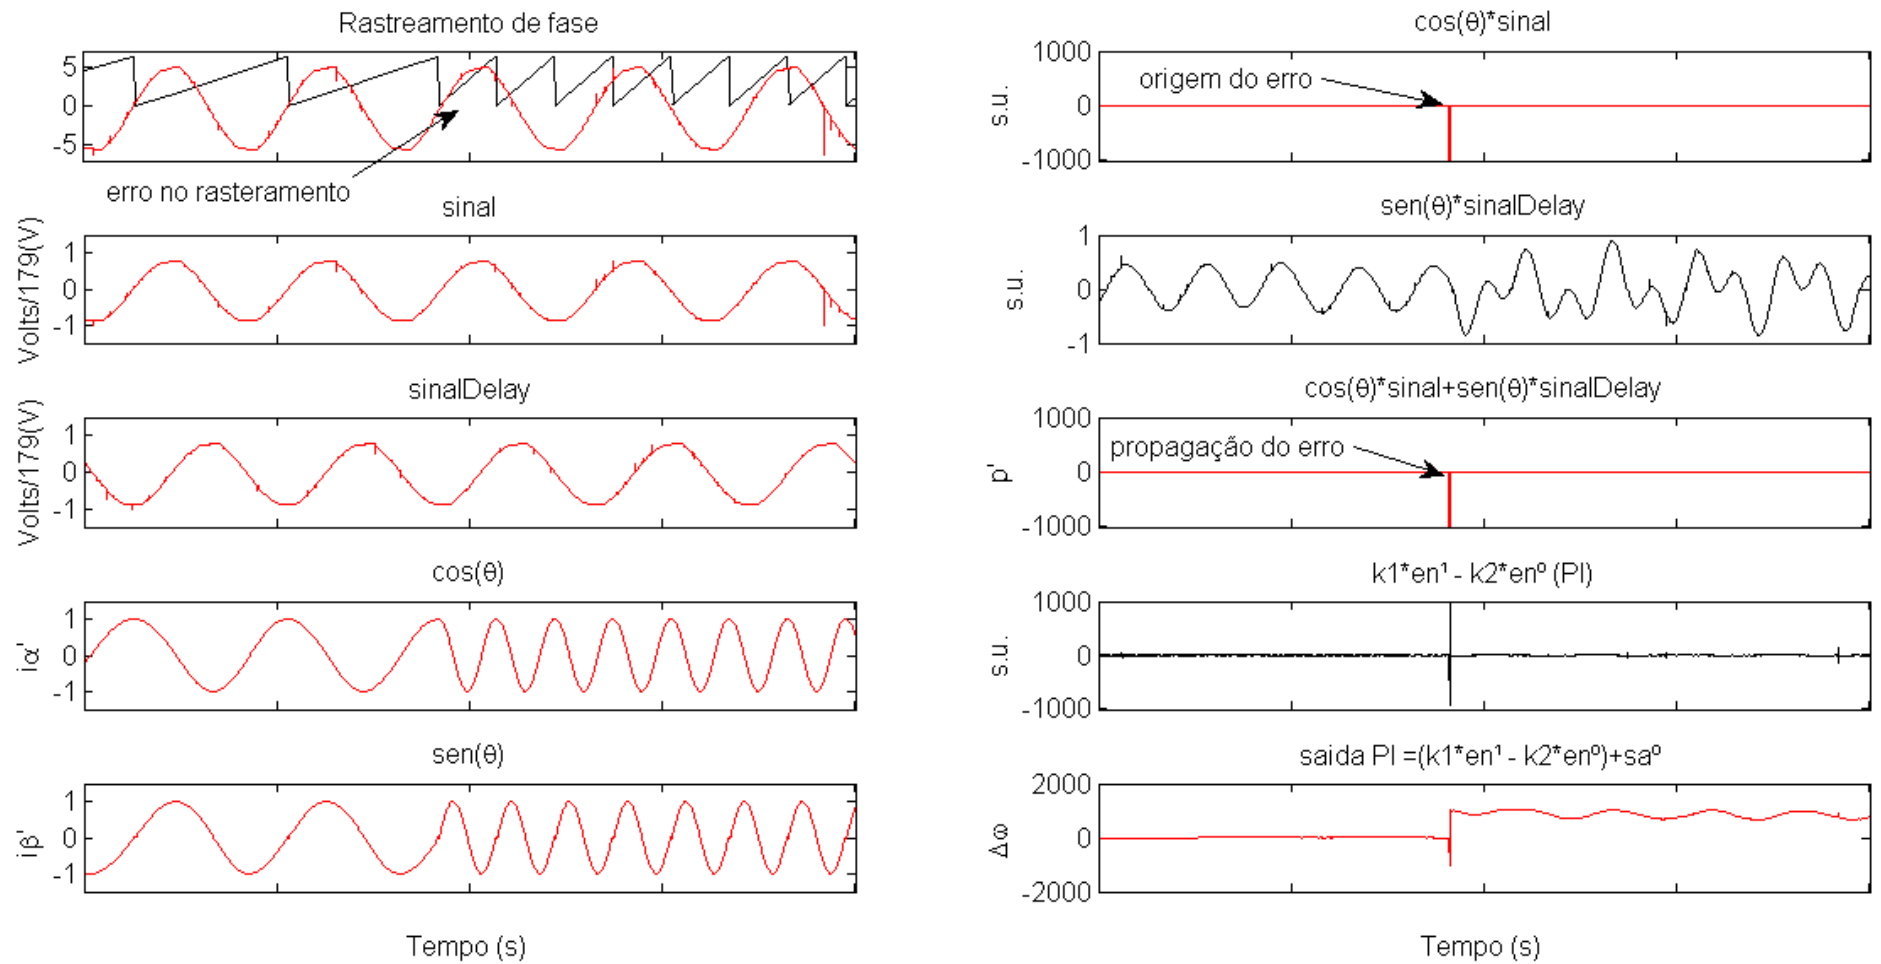 Rastreamento de fase
5
0
-5
erro no rasteramento
sinal
Volts/179(V)
1
0
-1
sinalDelay
Volts/179(V)
1
0
-1
cos(θ)
iα'
1
0
-1
sen(θ)
iβ'
1
0
-1
Tempo (s)
cos(θ)*sinal
s.u.
1000
0
-1000
origem do erro
sen(θ)*sinalDelay
s.u.
1
0
-1
cos(θ)*sinal+sen(θ)*sinalDelay
p'
1000
0
-1000
propagação do erro
k1*en¹ - k2*enº (PI)
s.u.
1000
0
-1000
saida PI =(k1*en¹ - k2*enº)+saº
Δω
2000
0
-2000
Tempo (s)